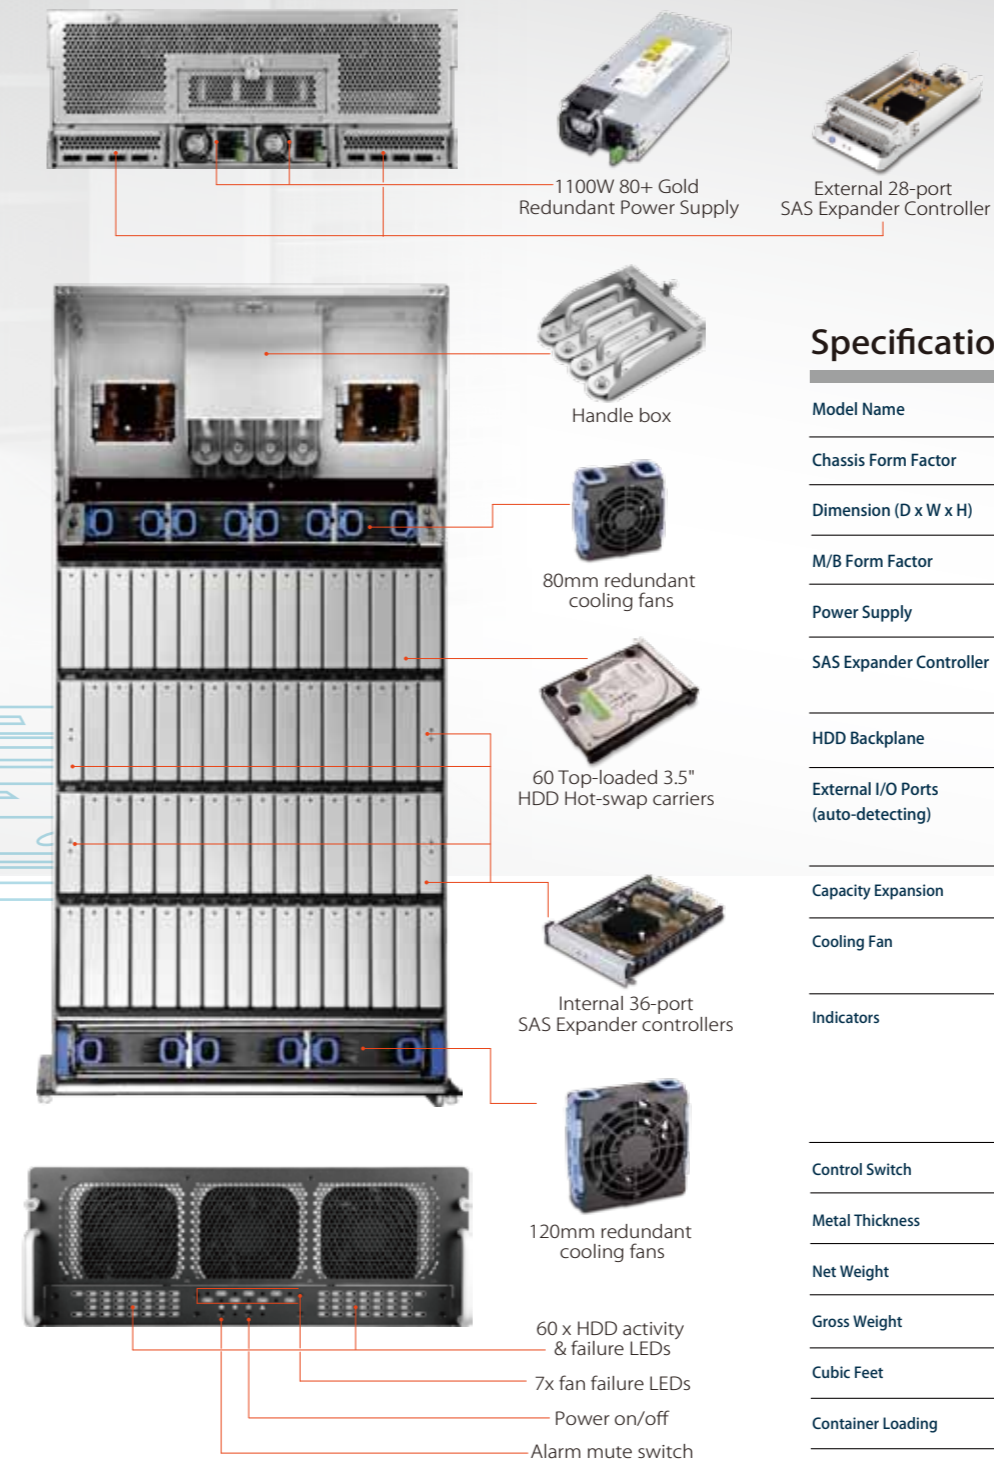 1100W 80+ Gold
Redundant Power Supply
External 28-port
SAS Expander Controller
Handle box
80mm redundant
cooling fans
60 Top-loaded 3.5"
HDD Hot-swap carriers
Internal 36-port
SAS Expander controllers
120mm redundant
cooling fans
60 x HDD activity
& failure LEDs
7x fan failure LEDs
Power on/off
Alarm mute switch
Specificatio
Model Name
Chassis Form Factor
Dimension (D x W x H)
M/B Form Factor
Power Supply
SAS Expander Controller
HDD Backplane
External I/O Ports
(auto-detecting)
Capacity Expansion
Cooling Fan
Indicators
Control Switch
Metal Thickness
Net Weight
Gross Weight
Cubic Feet
Container Loading